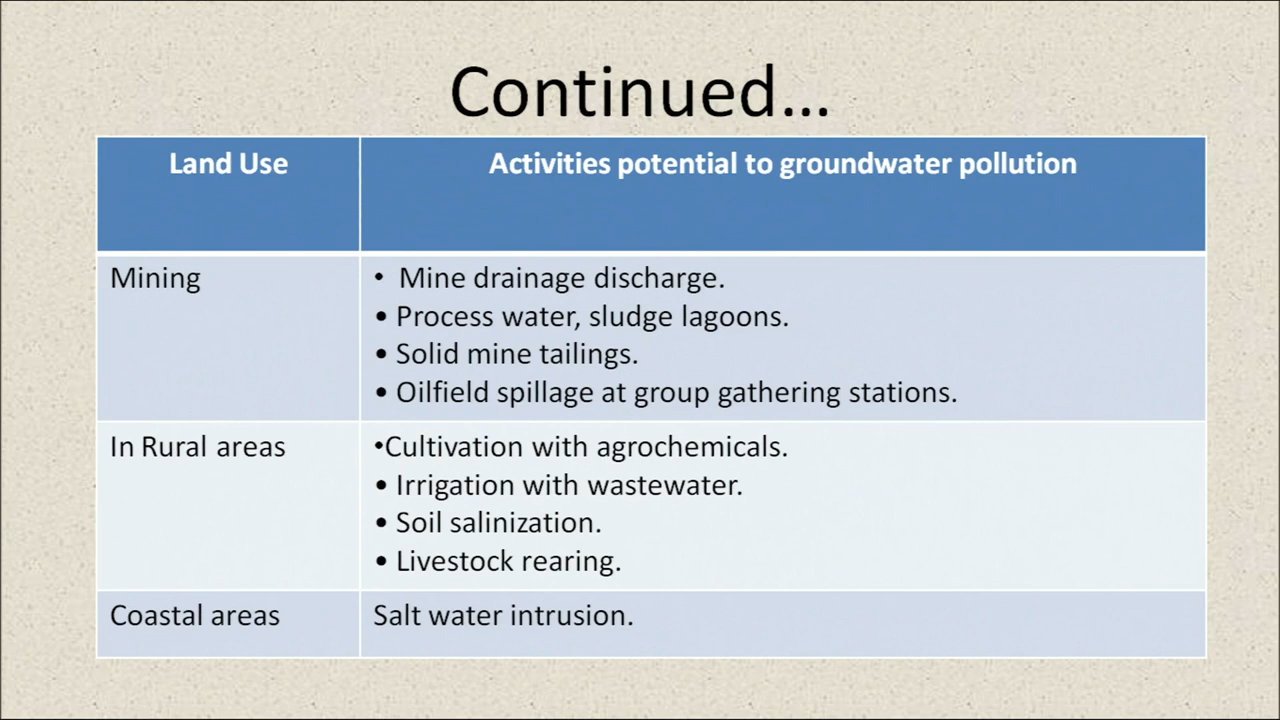 Continued...
Land Use
Activities potential to groundwater pollution
Mining
• Mine drainage discharge.
• Process water, sludge lagoons.
• Solid mine tailings.
• Oilfield spillage at group gathering stations.
In Rural areas
•Cultivation with agrochemicals.
• Irrigation with wastewater.
• Soil salinization.
• Livestock rearing.
Coastal areas
Salt water intrusion.